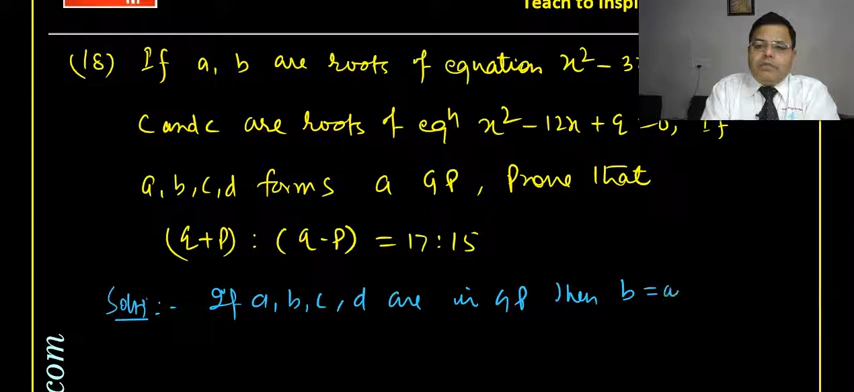 Teach to Inspi
(18) If a, b are roots of equation x² - 3
C and c are roots of eqⁿ x² - 12x + q = 0, If
a, b, c, d forms a GP, Prove that
(q+p) : (q-p) = 17:15
Soln:- If a, b, c, d are in GP then b = a
com